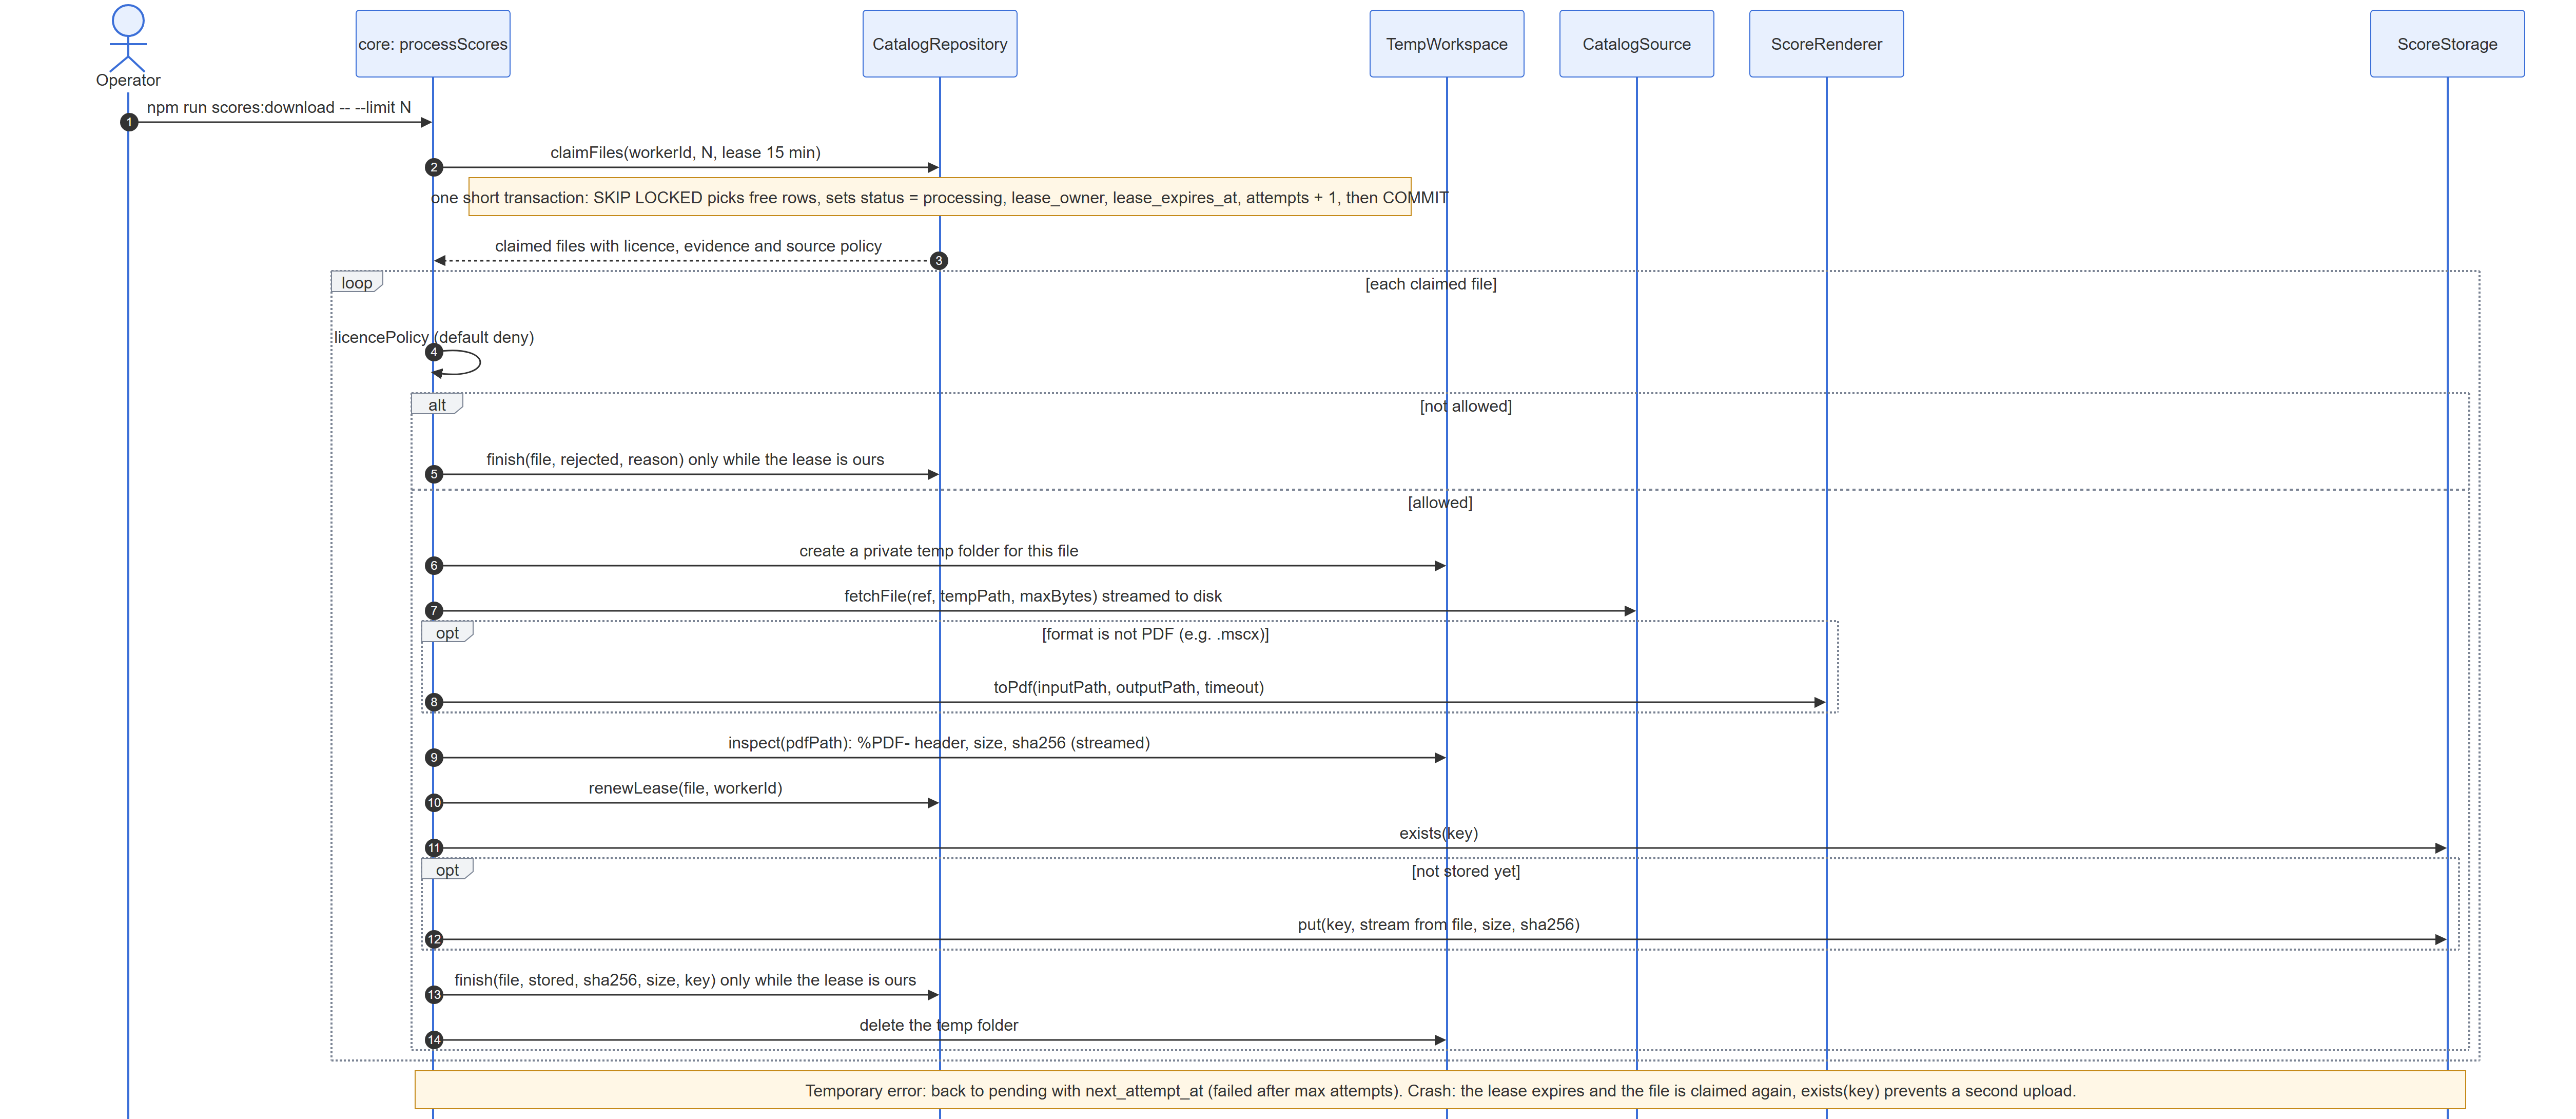 Operator
core: processScores
CatalogRepository
TempWorkspace
CatalogSource
ScoreRenderer
ScoreStorage
npm run scores:download -- --limit N
1
claimFiles(workerId, N, lease 15 min)
2
one short transaction: SKIP LOCKED picks free rows, sets status = processing, lease_owner, lease_expires_at, attempts + 1, then COMMIT
claimed files with licence, evidence and source policy
3
loop
[each claimed file]
licencePolicy (default deny)
4
alt
[not allowed]
finish(file, rejected, reason) only while the lease is ours
5
[allowed]
create a private temp folder for this file
6
fetchFile(ref, tempPath, maxBytes) streamed to disk
7
opt
[format is not PDF (e.g. .mscx)]
toPdf(inputPath, outputPath, timeout)
8
inspect(pdfPath): %PDF- header, size, sha256 (streamed)
9
renewLease(file, workerId)
10
exists(key)
11
opt
[not stored yet]
put(key, stream from file, size, sha256)
12
finish(file, stored, sha256, size, key) only while the lease is ours
13
delete the temp folder
14
Temporary error: back to pending with next_attempt_at (failed after max attempts). Crash: the lease expires and the file is claimed again, exists(key) prevents a second upload.